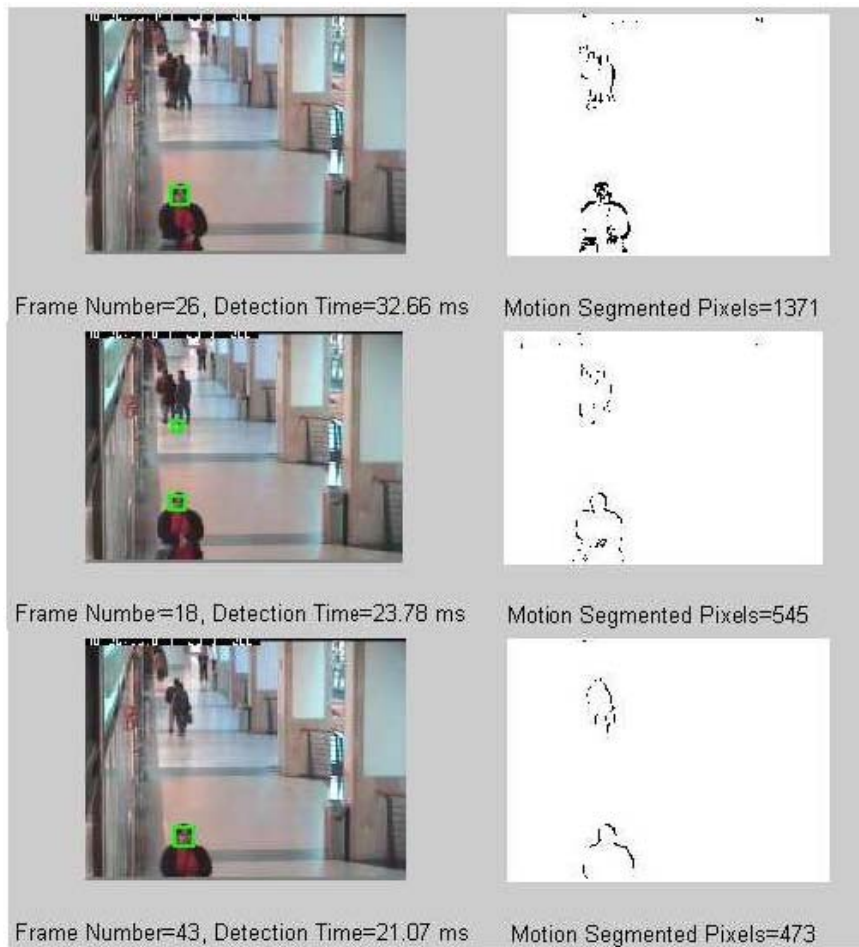 Frame Number=26, Detection Time=32.66 ms
Motion Segmented Pixels=1371
Frame Number=18, Detection Time=23.78 ms
Motion Segmented Pixels=545
Frame Number=43, Detection Time=21.07 ms
Motion Segmented Pixels=473